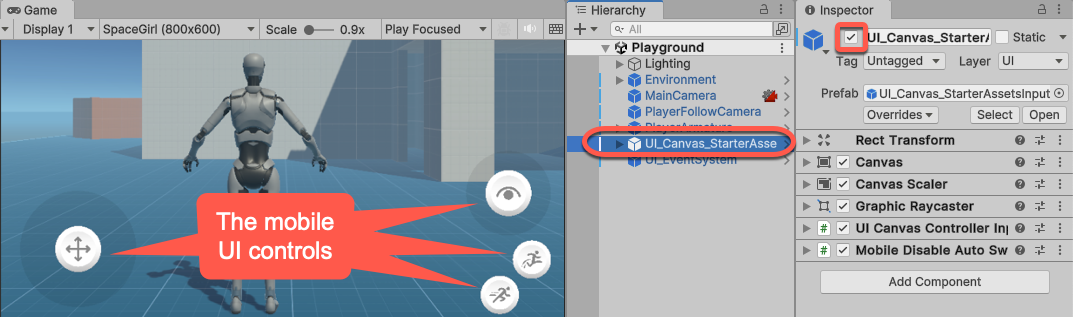 Game
Display 1
SpaceGirl (800x600)
Scale
0.9x
Play Focused
The mobile
UI controls
Hierarchy
All
Playground
Lighting
Environment
MainCamera
PlayerFollowCamera
PlayerArmature
UI_Canvas_StarterAsse
UI_EventSystem
Inspector
UI_Canvas_StarterA
Static
Tag
Untagged
Layer
UI
Prefab
UI_Canvas_StarterAssetsInput
Overrides
Select
Open
Rect Transform
Canvas
Canvas Scaler
Graphic Raycaster
# UI Canvas Controller Inp
# Mobile Disable Auto Sw
Add Component